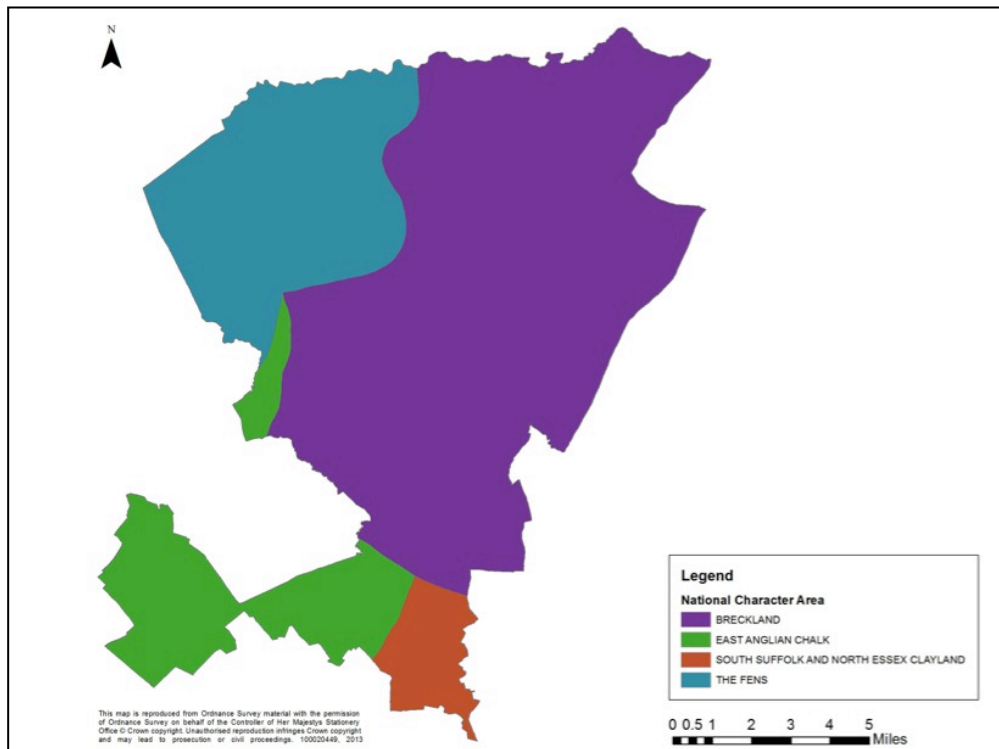 N
Legend
National Character Area
BRECKLAND
EAST ANGLIAN CHALK
SOUTH SUFFOLK AND NORTH ESSEX CLAYLAND
THE FENS
This map is reproduced from Ordnance Survey material with the permission
of Ordnance Survey on behalf of the Controller of Her Majestys Stationery
Office © Crown copyright. Unauthorised reproduction infringes Crown copyright
and may lead to prosecution or civil proceedings. 100020449, 2013
0 0.5 1 2 3 4 5
Miles